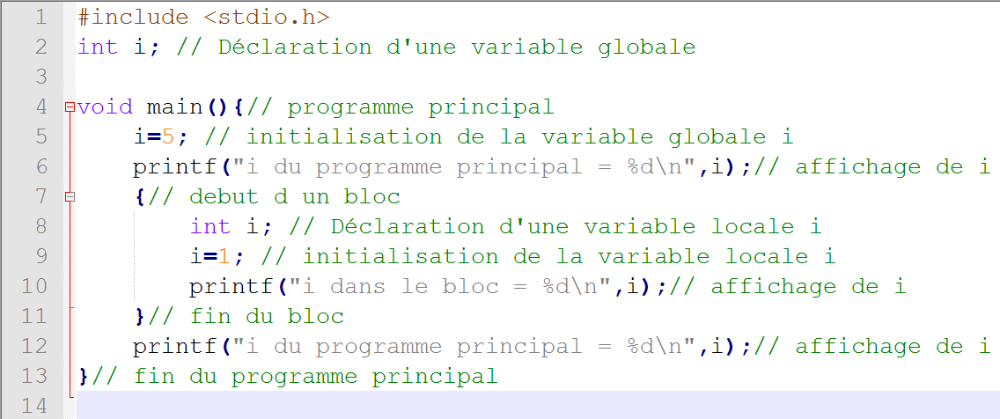 1 #include <stdio.h>
2 int i; // Déclaration d'une variable globale
3
4 void main(){// programme principal
5 i=5; // initialisation de la variable globale i
6 printf("i du programme principal = %d\n",i);// affichage de i
7 {// debut d un bloc
8 int i; // Déclaration d'une variable locale i
9 i=1; // initialisation de la variable locale i
10 printf("i dans le bloc = %d\n",i);// affichage de i
11 }// fin du bloc
12 printf("i du programme principal = %d\n",i);// affichage de i
13 }// fin du programme principal
14